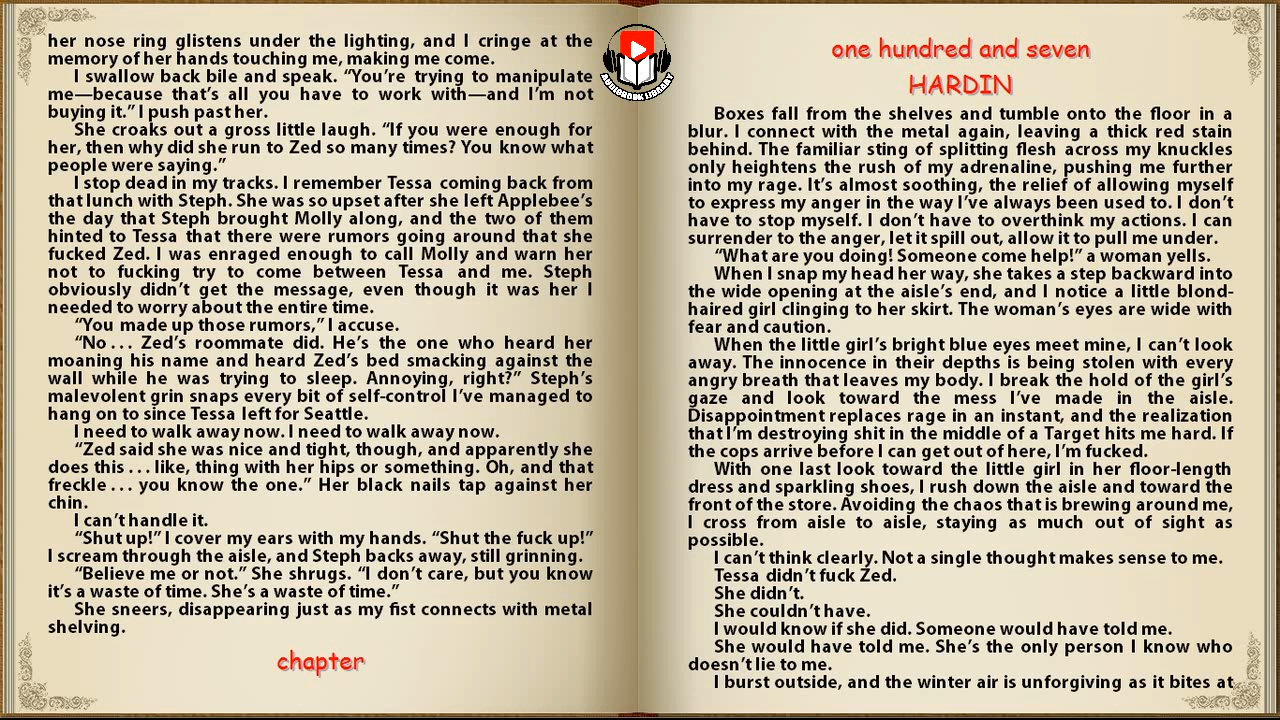 her nose ring glistens under the lighting, and I cringe at the
memory of her hands touching me, making me come.
I swallow back bile and speak. “You’re trying to manipulate
me—because that’s all you have to work with—and I’m not
buying it.” I push past her.
She croaks out a gross little laugh. “If you were enough for
her, then why did she run to Zed so many times? You know what
people were saying.”
I stop dead in my tracks. I remember Tessa coming back from
that lunch with Steph. She was so upset after she left Applebee’s
the day that Steph brought Molly along, and the two of them
hinted to Tessa that there were rumors going around that she
fucked Zed. I was enraged enough to call Molly and warn her
not to fucking try to come between Tessa and me. Steph
obviously didn’t get the message, even though it was her I
needed to worry about the entire time.
“You made up those rumors,” I accuse.
“No . . . Zed’s roommate did. He’s the one who heard her
moaning his name and heard Zed’s bed smacking against the
wall while he was trying to sleep. Annoying, right?” Steph’s
malevolent grin snaps every bit of self-control I’ve managed to
hang on to since Tessa left for Seattle.
I need to walk away now. I need to walk away now.
“Zed said she was nice and tight, though, and apparently she
does this . . . like, thing with her hips or something. Oh, and that
freckle . . . you know the one.” Her black nails tap against her
chin.
I can’t handle it.
“Shut up!” I cover my ears with my hands. “Shut the fuck up!”
I scream through the aisle, and Steph backs away, still grinning.
“Believe me or not.” She shrugs. “I don’t care, but you know
it’s a waste of time. She’s a waste of time.”
She sneers, disappearing just as my fist connects with metal
shelving.
chapter
AUDIOBOOK LIBRARY
one hundred and seven
HARDIN
Boxes fall from the shelves and tumble onto the floor in a
blur. I connect with the metal again, leaving a thick red stain
behind. The familiar sting of splitting flesh across my knuckles
only heightens the rush of my adrenaline, pushing me further
into my rage. It’s almost soothing, the relief of allowing myself
to express my anger in the way I’ve always been used to. I don’t
have to stop myself. I don’t have to overthink my actions. I can
surrender to the anger, let it spill out, allow it to pull me under.
“What are you doing! Someone come help!” a woman yells.
When I snap my head her way, she takes a step backward into
the wide opening at the aisle’s end, and I notice a little blond-
haired girl clinging to her skirt. The woman’s eyes are wide with
fear and caution.
When the little girl’s bright blue eyes meet mine, I can’t look
away. The innocence in their depths is being stolen with every
angry breath that leaves my body. I break the hold of the girl’s
gaze and look toward the mess I’ve made in the aisle.
Disappointment replaces rage in an instant, and the realization
that I’m destroying shit in the middle of a Target hits me hard. If
the cops arrive before I can get out of here, I’m fucked.
With one last look toward the little girl in her floor-length
dress and sparkling shoes, I rush down the aisle and toward the
front of the store. Avoiding the chaos that is brewing around me,
I cross from aisle to aisle, staying as much out of sight as
possible.
I can’t think clearly. Not a single thought makes sense to me.
Tessa didn’t fuck Zed.
She didn’t.
She couldn’t have.
I would know if she did. Someone would have told me.
She would have told me. She’s the only person I know who
doesn’t lie to me.
I burst outside, and the winter air is unforgiving as it bites at